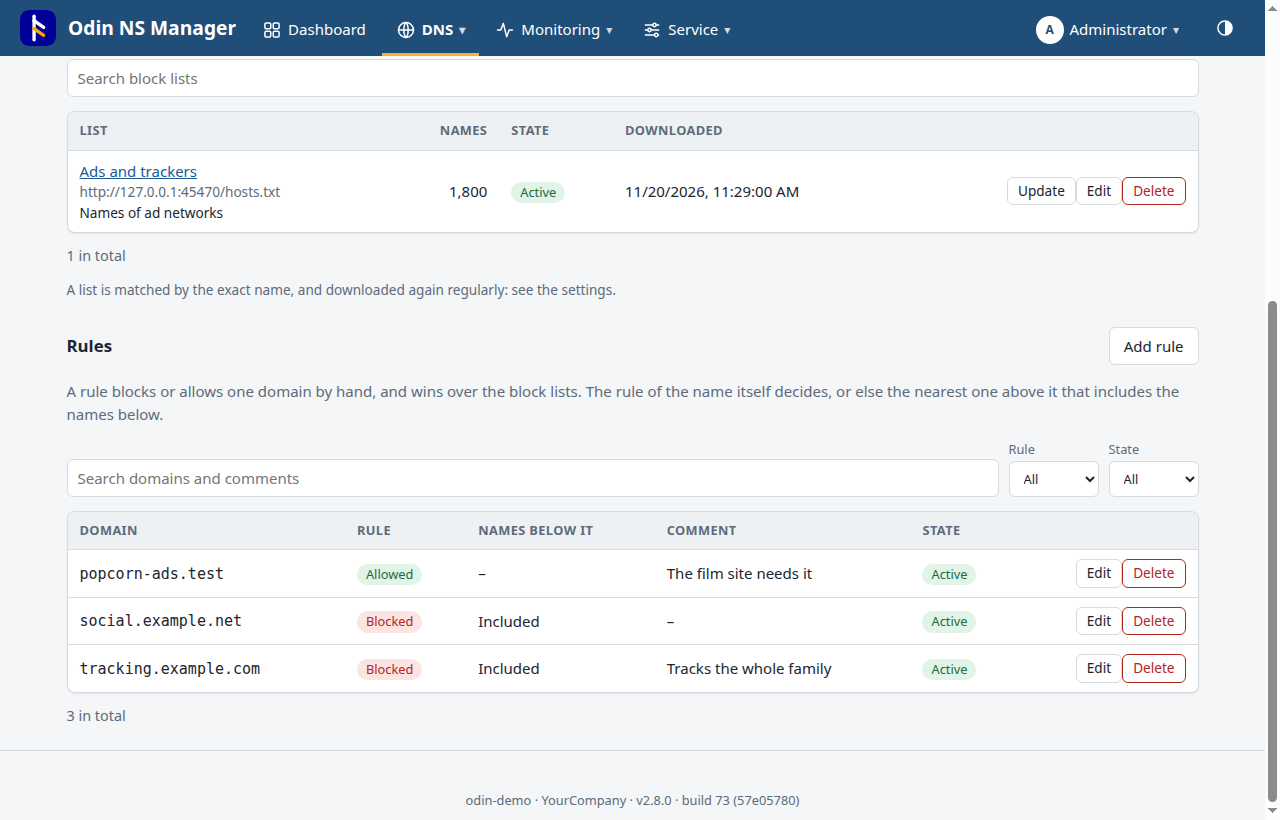 Odin NS Manager Dashboard DNS ▾ Monitoring ▾ Service ▾ A Administrator ▾
Search block lists
LIST NAMES STATE DOWNLOADED
Ads and trackers
http://127.0.0.1:45470/hosts.txt 1,800 Active 11/20/2026, 11:29:00 AM Update Edit Delete
Names of ad networks
1 in total
A list is matched by the exact name, and downloaded again regularly: see the settings.
Rules Add rule
A rule blocks or allows one domain by hand, and wins over the block lists. The rule of the name itself decides, or else the nearest one above it that includes the
names below.
Rule State
Search domains and comments All All
DOMAIN RULE NAMES BELOW IT COMMENT STATE
popcorn-ads.test Allowed – The film site needs it Active Edit Delete
social.example.net Blocked Included – Active Edit Delete
tracking.example.com Blocked Included Tracks the whole family Active Edit Delete
3 in total
odin-demo · YourCompany · v2.8.0 · build 73 (57e05780)